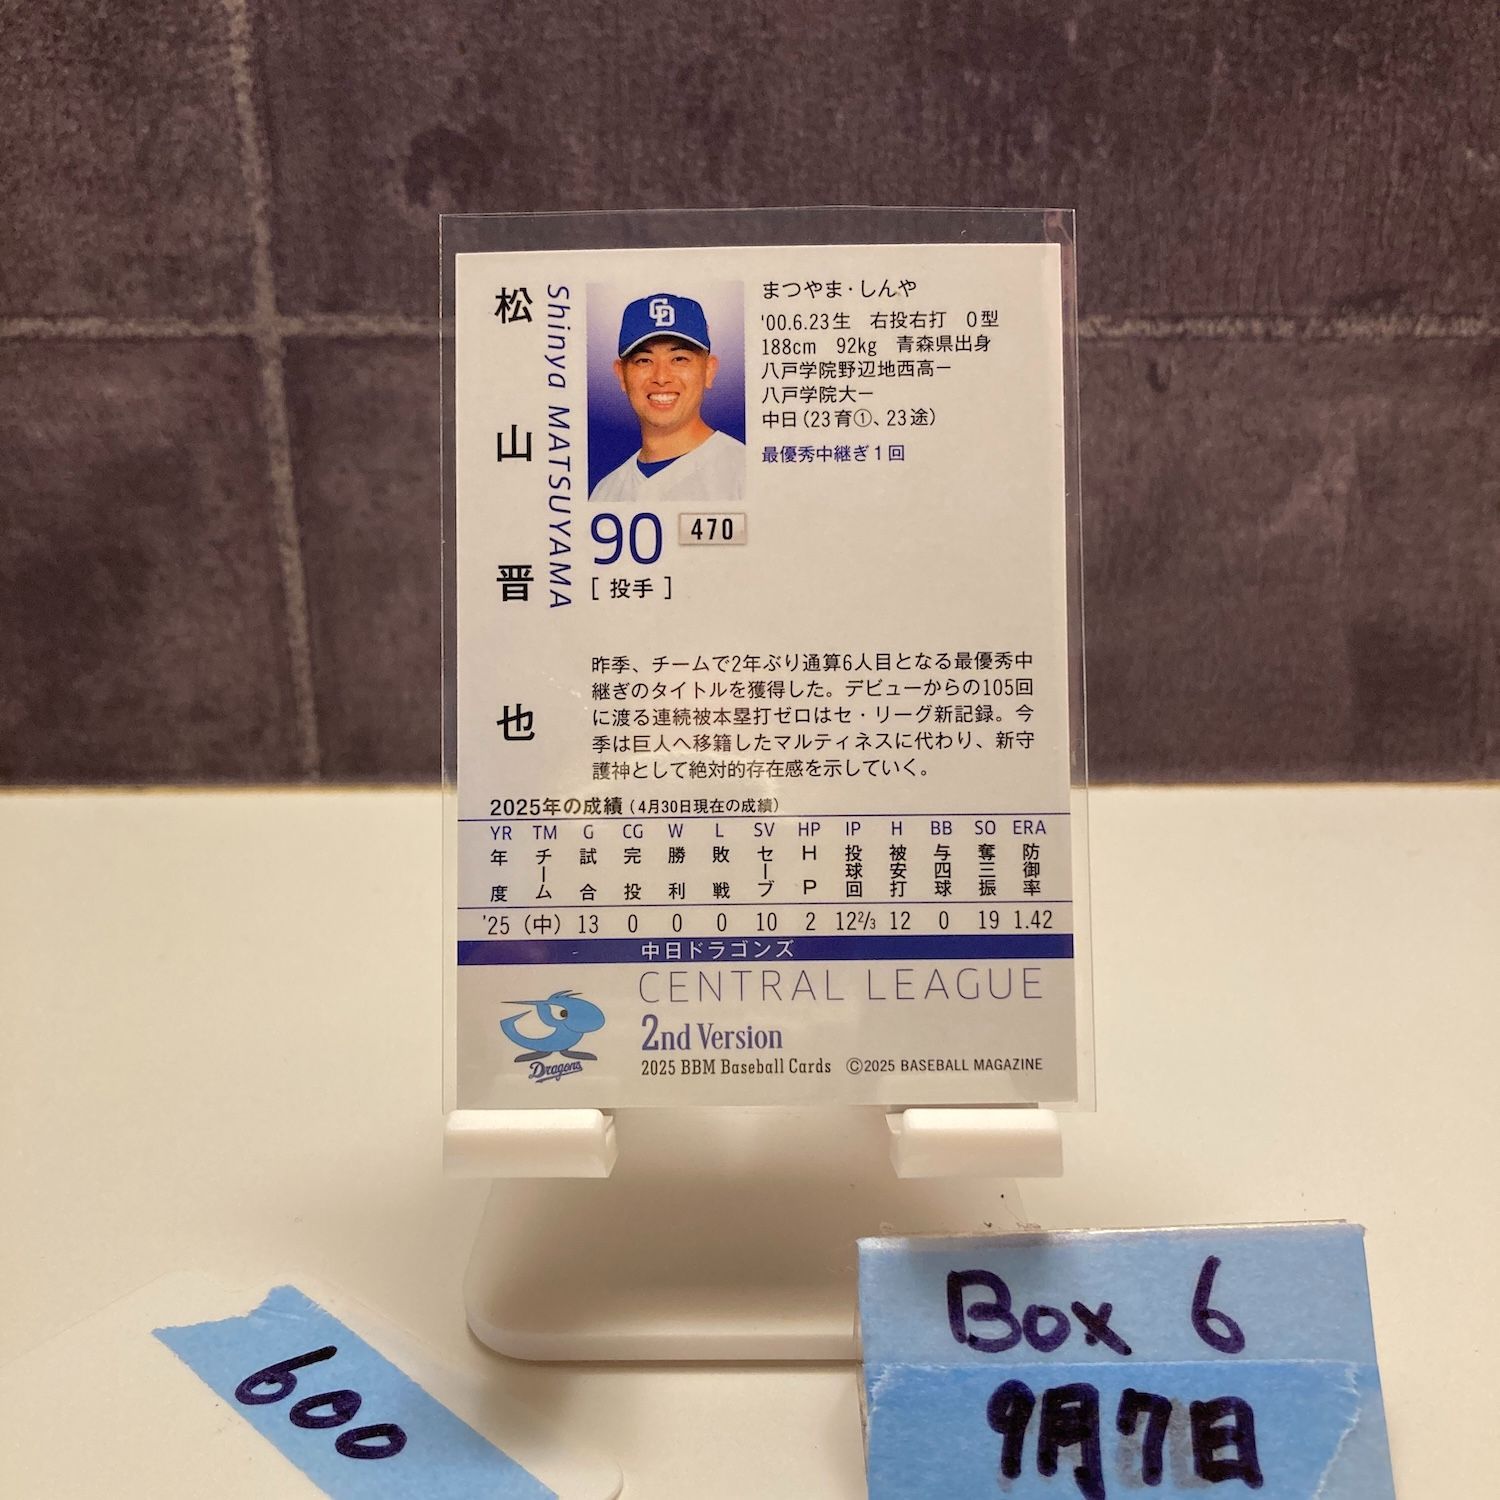 松山晋也
Shinya MATSUYAMA
まつやま・しんや
'00.6.23生 右投右打 O型
188cm 92kg 青森県出身
八戸学院野辺地西高ー
八戸学院大ー
中日(23育①、23途)
最優秀中継ぎ1回
90
470
[ 投手 ]
昨季、チームで2年ぶり通算6人目となる最優秀中
継ぎのタイトルを獲得した。デビューからの105回
に渡る連続被本塁打ゼロはセ・リーグ新記録。今
季は巨人へ移籍したマルティネスに代わり、新守
護神として絶対的存在感を示していく。
2025年の成績(4月30日現在の成績)
YR TM G CG W L SV HP IP H BB SO ERA
年度 チーム 試合 完投 勝利 敗戦 セーブ HP 投球回 被安打 与四球 奪三振 防御率
'25 (中) 13 0 0 0 10 2 12 2/3 12 0 19 1.42
中日ドラゴンズ
CENTRAL LEAGUE
2nd Version
2025 BBM Baseball Cards ©2025 BASEBALL MAGAZINE
Dragons
Box 6
9月7日
600